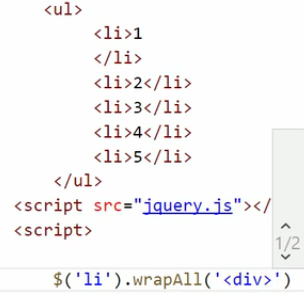 <ul>
<li>1
</li>
<li>2</li>
<li>3</li>
<li>4</li>
<li>5</li>
</ul>
<script src="jquery.js"></
<script>
1/2
$('li').wrapAll('<div>')